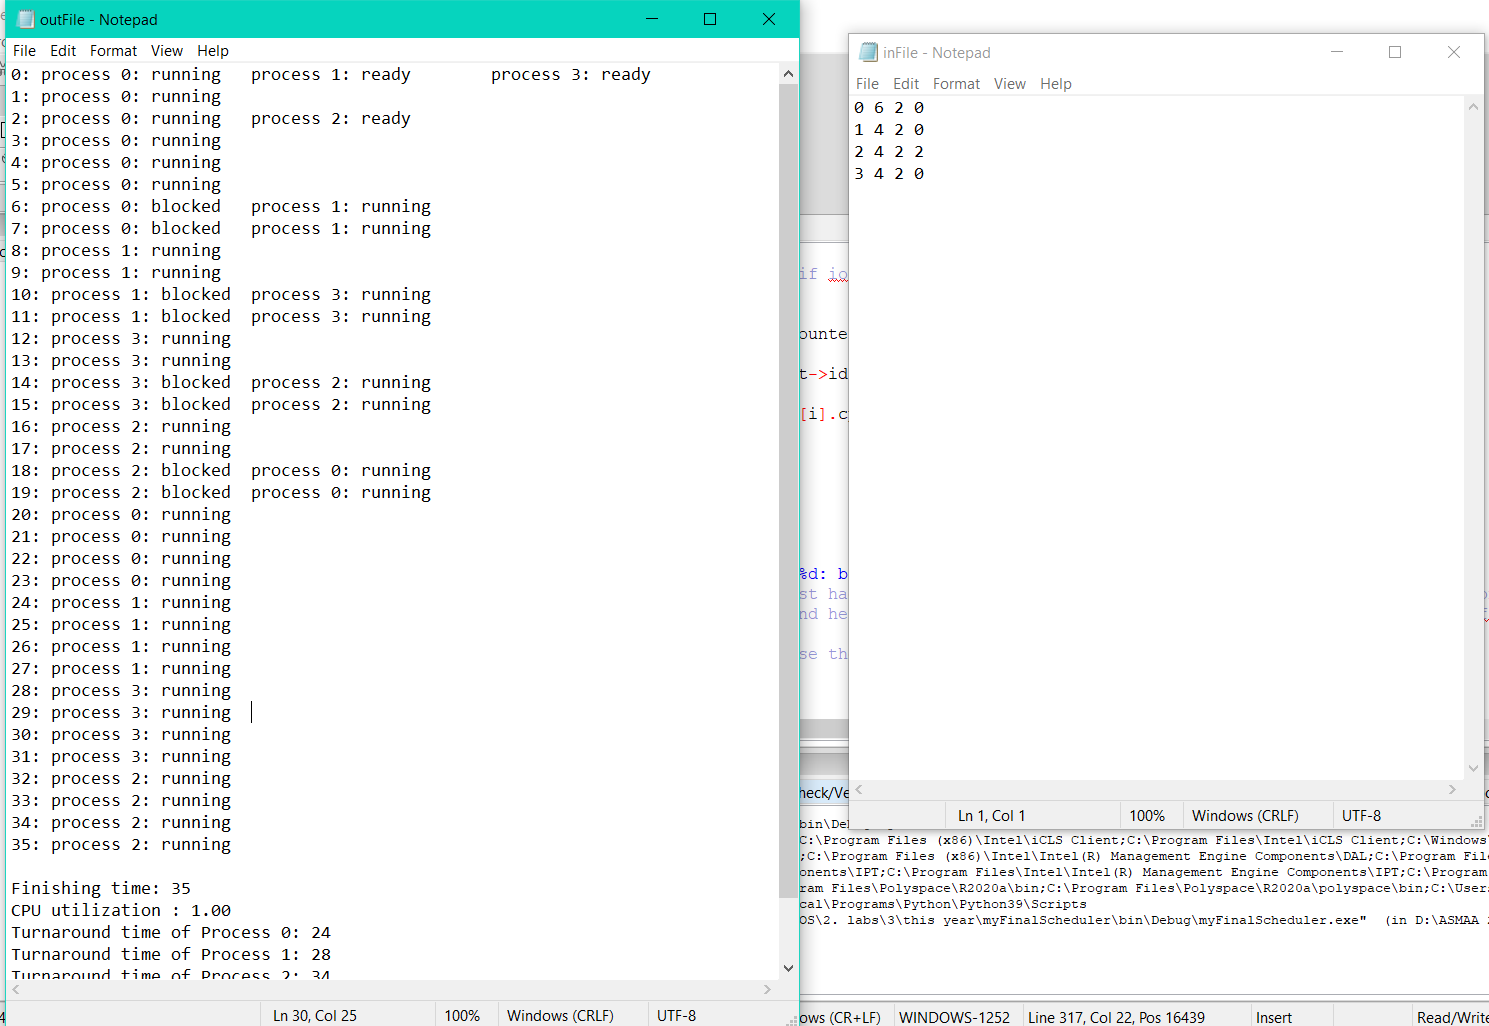 outFile - Notepad
File Edit Format View Help
0: process 0: running process 1: ready process 3: ready
1: process 0: running
2: process 0: running process 2: ready
3: process 0: running
4: process 0: running
5: process 0: running
6: process 0: blocked process 1: running
7: process 0: blocked process 1: running
8: process 1: running
9: process 1: running
10: process 1: blocked process 3: running
11: process 1: blocked process 3: running
12: process 3: running
13: process 3: running
14: process 3: blocked process 2: running
15: process 3: blocked process 2: running
16: process 2: running
17: process 2: running
18: process 2: blocked process 0: running
19: process 2: blocked process 0: running
20: process 0: running
21: process 0: running
22: process 0: running
23: process 0: running
24: process 1: running
25: process 1: running
26: process 1: running
27: process 1: running
28: process 3: running
29: process 3: running
30: process 3: running
31: process 3: running
32: process 2: running
33: process 2: running
34: process 2: running
35: process 2: running
Finishing time: 35
CPU utilization : 1.00
Turnaround time of Process 0: 24
Turnaround time of Process 1: 28
Turnaround time of Process 2: 34
Ln 30, Col 25 100% Windows (CRLF) UTF-8
inFile - Notepad
File Edit Format View Help
0 6 2 0
1 4 2 0
2 4 2 2
3 4 2 0
Ln 1, Col 1 100% Windows (CRLF) UTF-8
if io
ounte
t->id
[i].c
%d: b
st ha
nd he
se th
heck/Ve
bin\De
C:\Program Files (x86)\Intel\iCLS Client;C:\Program Files\Intel\iCLS Client;C:\Windows\
;C:\Program Files (x86)\Intel\Intel(R) Management Engine Components\DAL;C:\Program File
onents\IPT;C:\Program Files\Intel\Intel(R) Management Engine Components\IPT;C:\Program
ram Files\Polyspace\R2020a\bin;C:\Program Files\Polyspace\R2020a\polyspace\bin;C:\Users
cal\Programs\Python\Python39\Scripts
OS\2. labs\3\this year\myFinalScheduler\bin\Debug\myFinalScheduler.exe" (in D:\ASMAA
ows (CR+LF) WINDOWS-1252 Line 317, Col 22, Pos 16439 Insert Read/Write